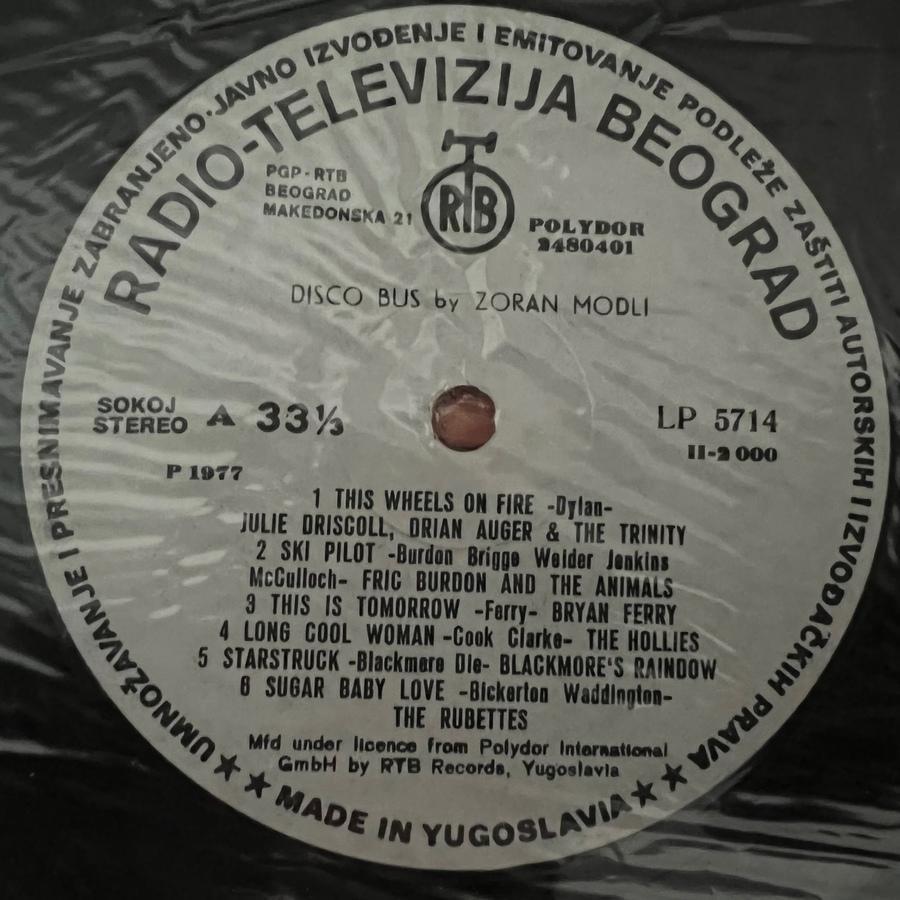 UMNOŽAVANJE I PRESNIMAVANJE ZABRANJENO·JAVNO IZVOĐENJE I EMITOVANJE PODLEŽE ZAŠTITI AUTORSKIH I IZVOĐAČKIH PRAVA
RADIO-TELEVIZIJA BEOGRAD
PGP-RTB
BEOGRAD
MAKEDONSKA 21
RTB
POLYDOR
2480401
DISCO BUS by ZORAN MODLI
SOKOJ
STEREO
A 33⅓
LP 5714
II-2 000
P 1977
1 THIS WHEELS ON FIRE -Dylan-
JULIE DRISCOLL, DRIAN AUGER & THE TRINITY
2 SKI PILOT -Burdon Brigge Weider Jenkins
McCulloch- FRIC BURDON AND THE ANIMALS
3 THIS IS TOMORROW -Ferry- BRYAN FERRY
4 LONG COOL WOMAN -Cook Clarke- THE HOLLIES
5 STARSTRUCK -Blackmore Die- BLACKMORE'S RAINDOW
6 SUGAR BABY LOVE -Bickerton Waddington-
THE RUBETTES
Mfd under licence from Polydor International
GmbH by RTB Records, Yugoslavia
★ ★ MADE IN YUGOSLAVIA ★ ★